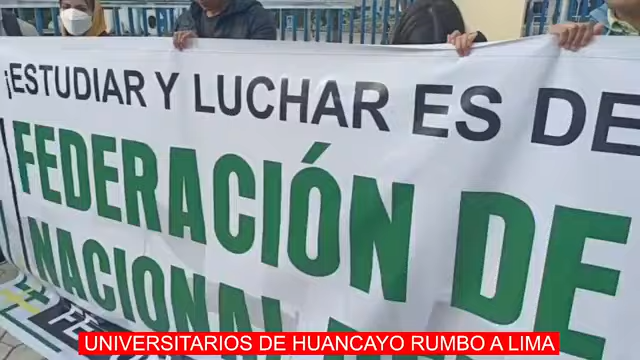 ¡ESTUDIAR Y LUCHAR ES DE
FEDERACIÓN DE
NACIONAL
UNIVERSITARIOS DE HUANCAYO RUMBO A LIMA